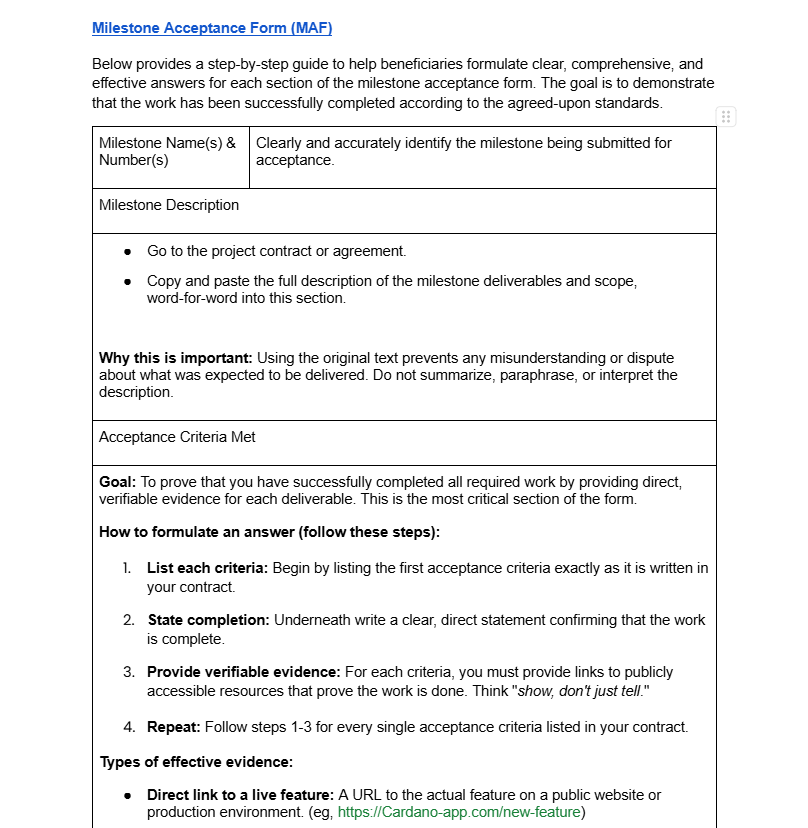 Milestone Acceptance Form (MAF)
Below provides a step-by-step guide to help beneficiaries formulate clear, comprehensive, and
effective answers for each section of the milestone acceptance form. The goal is to demonstrate
that the work has been successfully completed according to the agreed-upon standards.
Milestone Name(s) &
Number(s)
Clearly and accurately identify the milestone being submitted for
acceptance.
Milestone Description
● Go to the project contract or agreement.
● Copy and paste the full description of the milestone deliverables and scope,
word-for-word into this section.
Why this is important: Using the original text prevents any misunderstanding or dispute
about what was expected to be delivered. Do not summarize, paraphrase, or interpret the
description.
Acceptance Criteria Met
Goal: To prove that you have successfully completed all required work by providing direct,
verifiable evidence for each deliverable. This is the most critical section of the form.
How to formulate an answer (follow these steps):
1. List each criteria: Begin by listing the first acceptance criteria exactly as it is written in
your contract.
2. State completion: Underneath write a clear, direct statement confirming that the work
is complete.
3. Provide verifiable evidence: For each criteria, you must provide links to publicly
accessible resources that prove the work is done. Think "show, don't just tell."
4. Repeat: Follow steps 1-3 for every single acceptance criteria listed in your contract.
Types of effective evidence:
● Direct link to a live feature: A URL to the actual feature on a public website or
production environment. (eg, https://Cardano-app.com/new-feature)